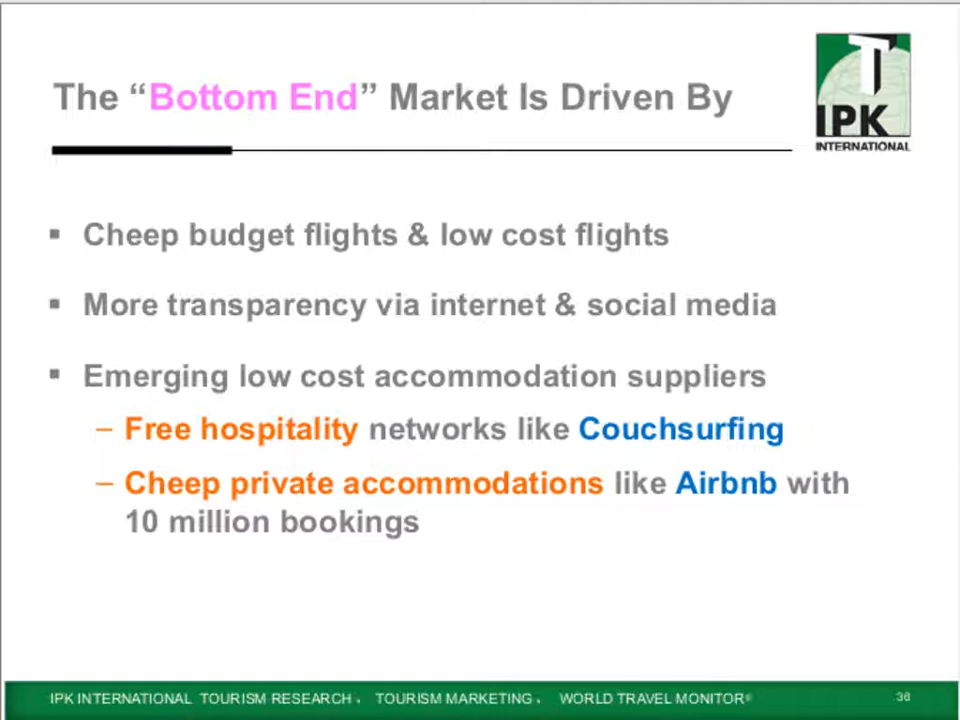 The “Bottom End” Market Is Driven By
T
IPK
INTERNATIONAL
▪ Cheep budget flights & low cost flights
▪ More transparency via internet & social media
▪ Emerging low cost accommodation suppliers
– Free hospitality networks like Couchsurfing
– Cheep private accommodations like Airbnb with
10 million bookings
IPK INTERNATIONAL TOURISM RESEARCH , TOURISM MARKETING , WORLD TRAVEL MONITOR® 36